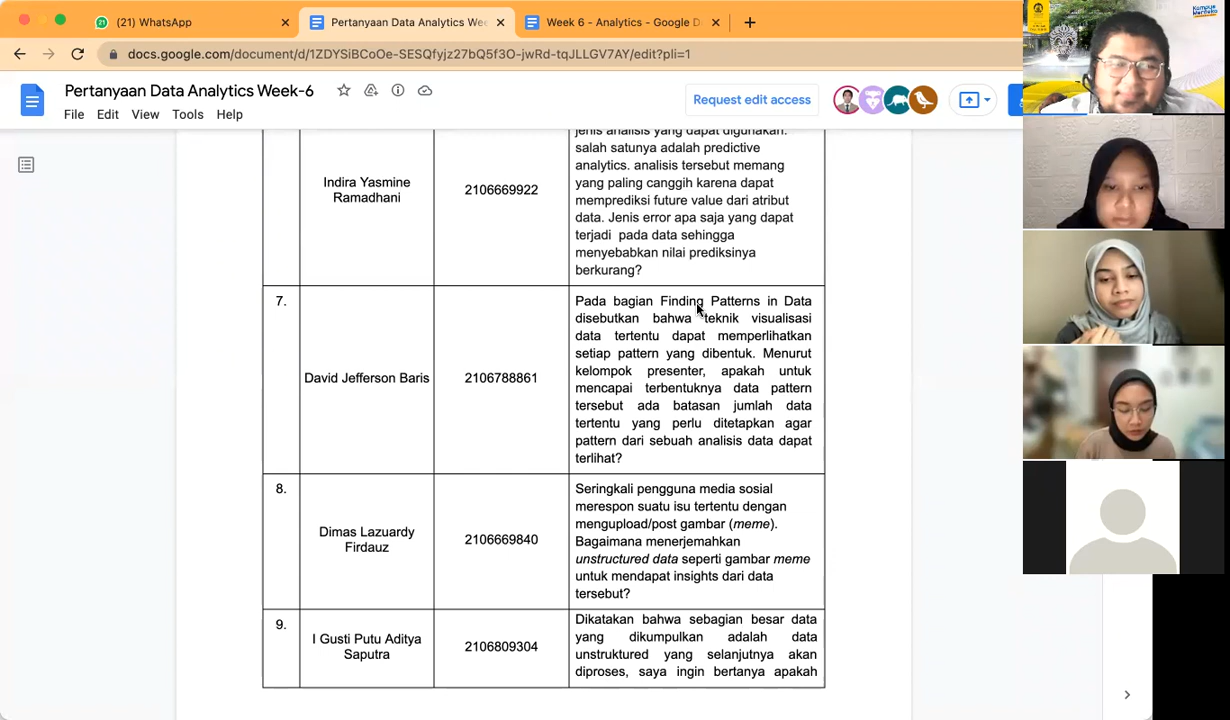 (21) WhatsApp
Pertanyaan Data Analytics Wee
Week 6 - Analytics - Google D
docs.google.com/document/d/1ZDYSiBCoOe-SESQfyjz27bQ5f3O-jwRd-tqJLLGV7AY/edit?pli=1
Pertanyaan Data Analytics Week-6
File Edit View Tools Help
Request edit access
Indira Yasmine
Ramadhani
2106669922
jenis analisis yang dapat digunakan.
salah satunya adalah predictive
analytics. analisis tersebut memang
yang paling canggih karena dapat
memprediksi future value dari atribut
data. Jenis error apa saja yang dapat
terjadi pada data sehingga
menyebabkan nilai prediksinya
berkurang?
7.
David Jefferson Baris
2106788861
Pada bagian Finding Patterns in Data
disebutkan bahwa teknik visualisasi
data tertentu dapat memperlihatkan
setiap pattern yang dibentuk. Menurut
kelompok presenter, apakah untuk
mencapai terbentuknya data pattern
tersebut ada batasan jumlah data
tertentu yang perlu ditetapkan agar
pattern dari sebuah analisis data dapat
terlihat?
8.
Dimas Lazuardy
Firdauz
2106669840
Seringkali pengguna media sosial
merespon suatu isu tertentu dengan
mengupload/post gambar (meme).
Bagaimana menerjemahkan
unstructured data seperti gambar meme
untuk mendapat insights dari data
tersebut?
9.
I Gusti Putu Aditya
Saputra
2106809304
Dikatakan bahwa sebagian besar data
yang dikumpulkan adalah data
unstruktured yang selanjutnya akan
diproses, saya ingin bertanya apakah
Kampus
Merdeka